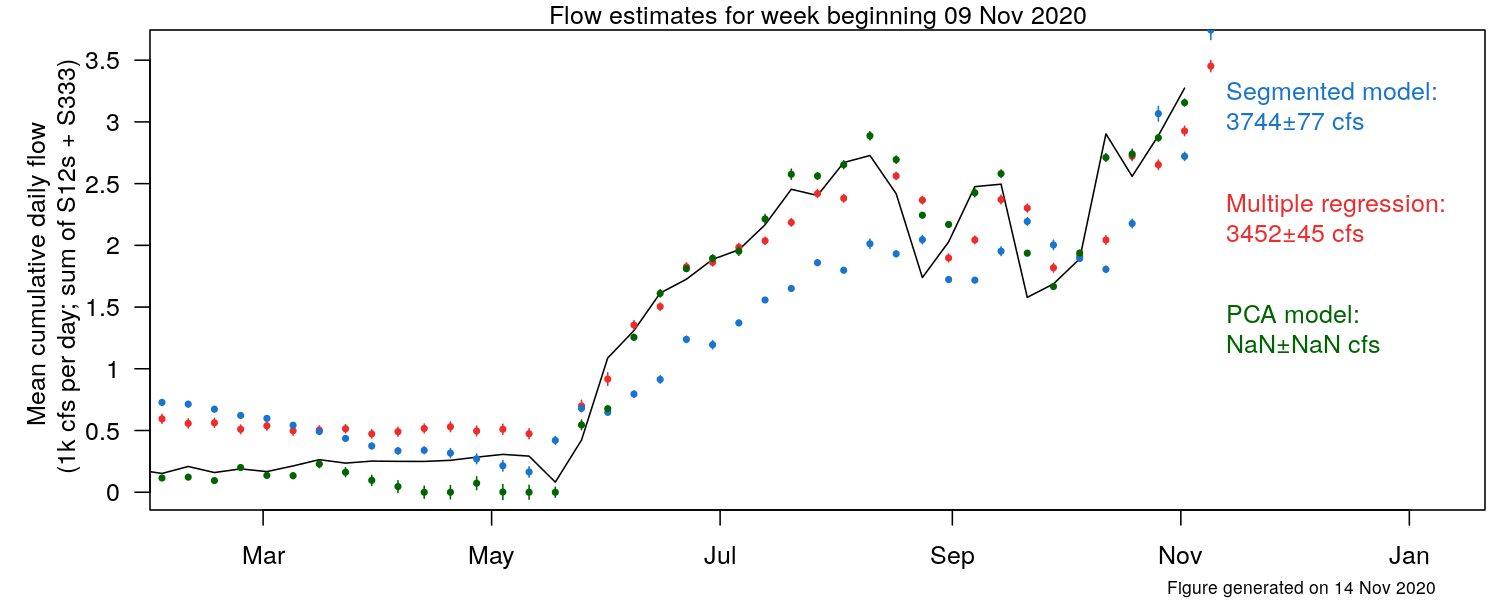 Flow estimates for week beginning 09 Nov 2020
Mean cumulative daily flow
(1k cfs per day; sum of S12s + S333)
3.5
3
2.5
2
1.5
1
0.5
0
Segmented model:
3744±77 cfs
Multiple regression:
3452±45 cfs
PCA model:
NaN±NaN cfs
Mar May Jul Sep Nov Jan
Figure generated on 14 Nov 2020